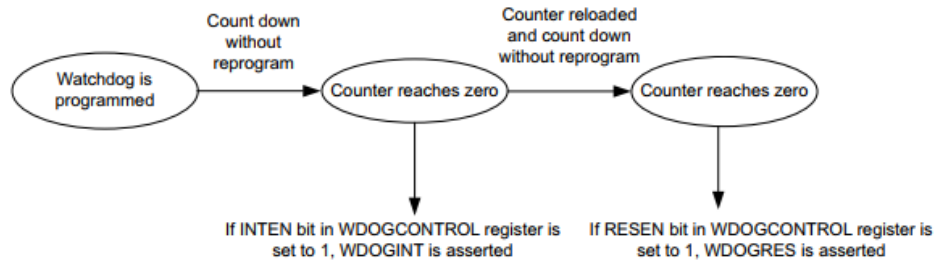 Count down
without
reprogram
Counter reloaded
and count down
without reprogram
Watchdog is
programmed
Counter reaches zero
Counter reaches zero
If INTEN bit in WDOGCONTROL register is
set to 1, WDOGINT is asserted
If RESEN bit in WDOGCONTROL register is
set to 1, WDOGRES is asserted